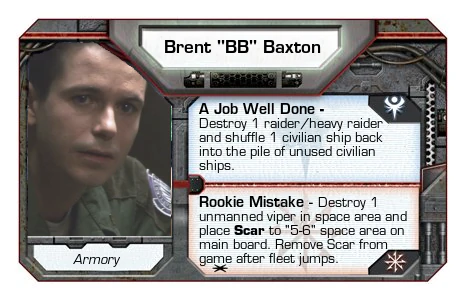 Brent "BB" Baxton
A Job Well Done -
Destroy 1 raider/heavy raider
and shuffle 1 civilian ship back
into the pile of unused civilian
ships.
Rookie Mistake - Destroy 1
unmanned viper in space area and
place Scar to "5-6" space area on
main board. Remove Scar from
game after fleet jumps.
Armory